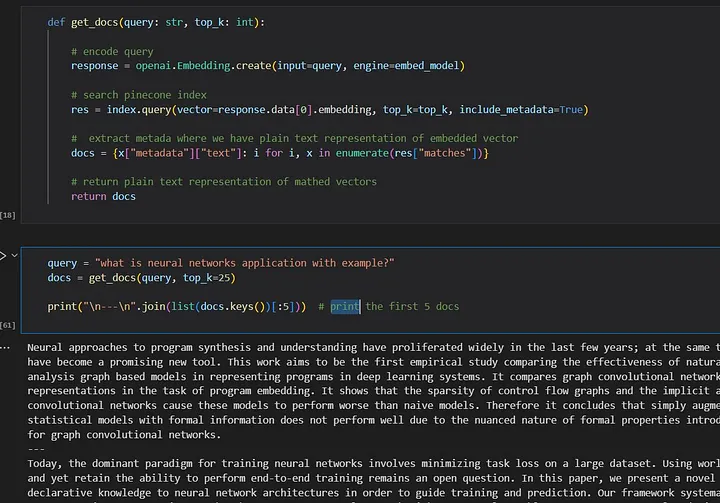 def get_docs(query: str, top_k: int):
# encode query
response = openai.Embedding.create(input=query, engine=embed_model)
# search pinecone index
res = index.query(vector=response.data[0].embedding, top_k=top_k, include_metadata=True)
#  extract metada where we have plain text representation of embedded vector
docs = {x["metadata"]["text"]: i for i, x in enumerate(res["matches"])}
# return plain text representation of mathed vectors
return docs
[18]
query = "what is neural networks application with example?"
docs = get_docs(query, top_k=25)
print("\n---\n".join(list(docs.keys())[:5]))  # print the first 5 docs
[61]
... Neural approaches to program synthesis and understanding have proliferated widely in the last few years; at the same
have become a promising new tool. This work aims to be the first empirical study comparing the effectiveness of
analysis graph based models in representing programs in deep learning systems. It compares graph convolutional
representations in the task of program embedding. It shows that the sparsity of control flow graphs and the implicit
convolutional networks cause these models to perform worse than naive models. Therefore it concludes that simply
statistical models with formal information does not perform well due to the nuanced nature of formal properties
for graph convolutional networks.
---
Today, the dominant paradigm for training neural networks involves minimizing task loss on a large dataset. Using
and yet retain the ability to perform end-to-end training remains an open question. In this paper, we present a novel
declarative knowledge to neural network architectures in order to guide training and prediction. Our framework